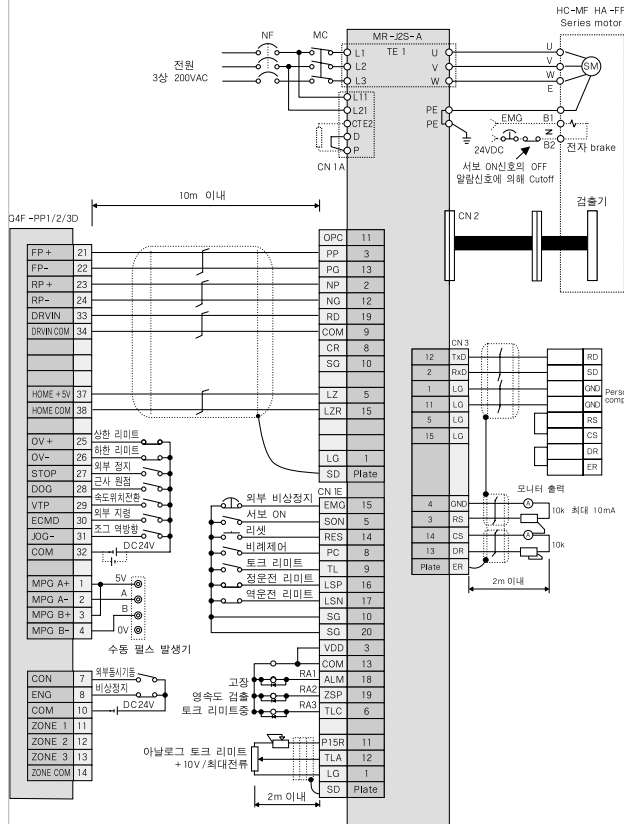 HC-MF HA-FF
Series motor
NF
MC
MR-J2S-A
TE 1
전원
3상 200VAC
L1
L2
L3
U
V
W
U
V
W
E
SM
L11
L21
CTE2
D
P
PE
PE
EMG
B1
B2
24VDC
전자 brake
서보 ON신호의 OFF
알람신호에 의해 Cutoff
CN 1A
10m 이내
검출기
CN 2
G4F -PP1/2/3D
OPC 11
FP+ 21 PP 3
FP- 22 PG 13
RP+ 23 NP 2
RP- 24 NG 12
DRVIN 33 RD 19
DRVIN COM 34 COM 9
CR 8
SG 10
HOME +5V 37 LZ 5
HOME COM 38 LZR 15
LG 1
SD Plate
CN 3
12 TxD RD
2 RxD SD
1 LG GND
11 LG GND
5 LG RS
15 LG CS
DR
ER
Perso
comp
OV+ 25 상한 리미트
OV- 26 하한 리미트
STOP 27 외부 정지
DOG 28 근사 원점
VTP 29 속도위치전환
ECMD 30 외부 지령
JOG- 31 조그 역방향
COM 32 DC24V
CN 1E
외부 비상정지 EMG 15
서보 ON SON 5
리셋 RES 14
비례제어 PC 8
토크 리미트 TL 9
정운전 리미트 LSP 16
역운전 리미트 LSN 17
SG 10
SG 20
VDD 3
COM 13
고장 RA1 ALM 18
영속도 검출 RA2 ZSP 19
토크 리미트중 RA3 TLC 6
모니터 출력
4 GND A 10k 최대 10mA
3 RS
14 CS A 10k
13 DR
Plate ER
2m 이내
MPG A+ 1 5V
MPG A- 2 A
MPG B+ 3 B
MPG B- 4 0V
수동 펄스 발생기
CON 7 외부동시기동
ENG 8 비상정지
COM 10 DC24V
ZONE 1 11
ZONE 2 12
ZONE 3 13
ZONE COM 14
아날로그 토크 리미트
+10V/최대전류
P15R 11
TLA 12
LG 1
SD Plate
2m 이내